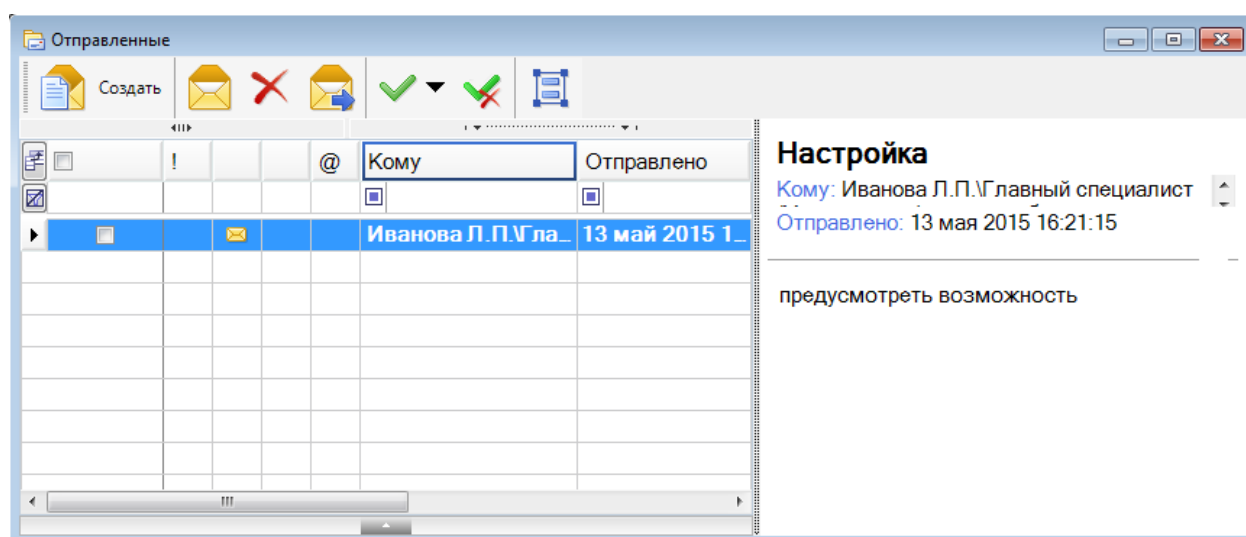 Отправленные
Создать
! @ Кому Отправлено
Иванова Л.П.\Гла... 13 май 2015 1...
Настройка
Кому: Иванова Л.П.\Главный специалист
Отправлено: 13 мая 2015 16:21:15
предусмотреть возможность